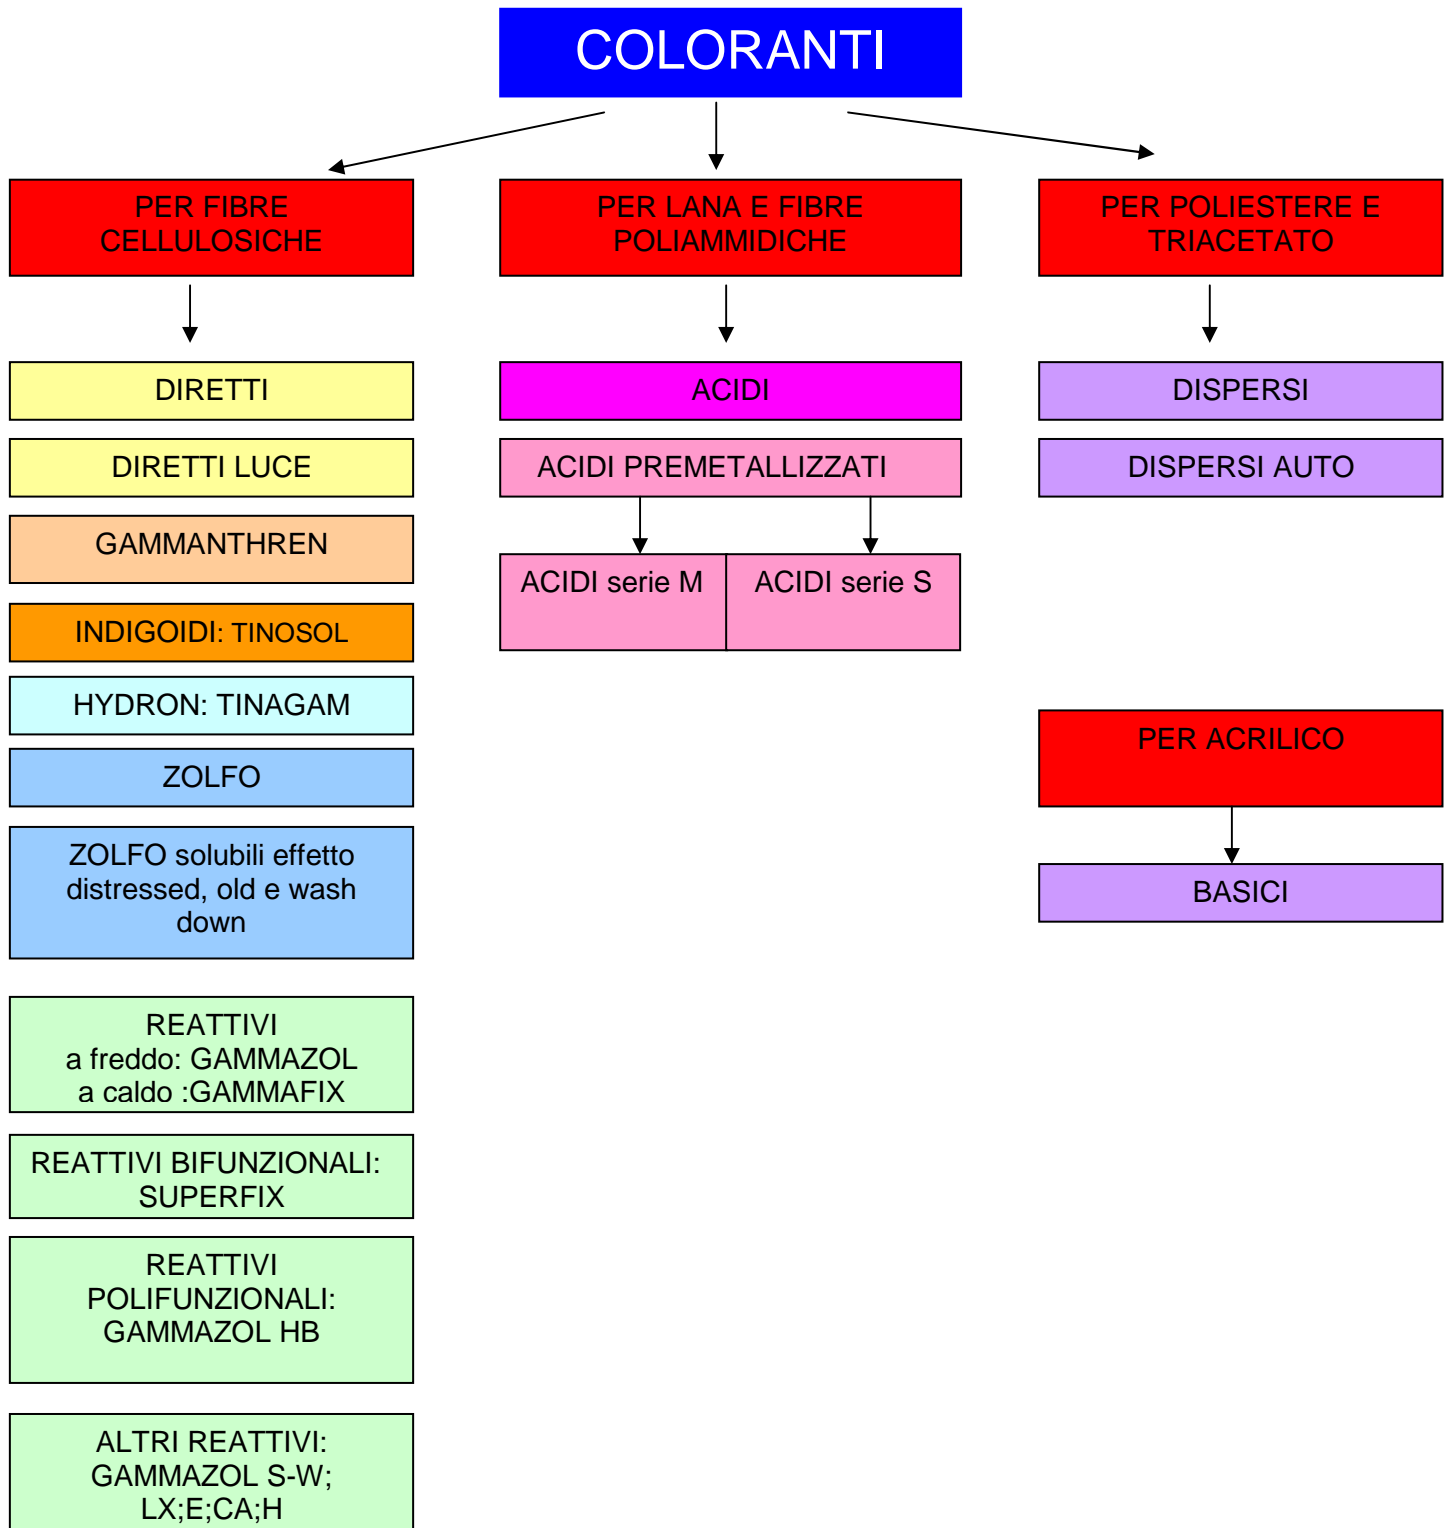 COLORANTI
PER FIBRE
CELLULOSICHE
PER LANA E FIBRE
POLIAMMIDICHE
PER POLIESTERE E
TRIACETATO
DIRETTI
ACIDI
DISPERSI
DIRETTI LUCE
ACIDI PREMETALLIZZATI
DISPERSI AUTO
GAMMANTHREN
ACIDI serie M
ACIDI serie S
INDIGOIDI: TINOSOL
HYDRON: TINAGAM
PER ACRILICO
ZOLFO
ZOLFO solubili effetto
distressed, old e wash
down
BASICI
REATTIVI
a freddo: GAMMAZOL
a caldo :GAMMAFIX
REATTIVI BIFUNZIONALI:
SUPERFIX
REATTIVI
POLIFUNZIONALI:
GAMMAZOL HB
ALTRI REATTIVI:
GAMMAZOL S-W;
LX;E;CA;H